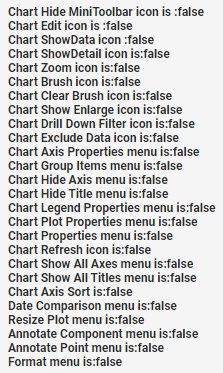 Chart Hide MiniToolbar icon is :false
Chart Edit icon is :false
Chart ShowData icon :false
Chart ShowDetail icon is:false
Chart Zoom icon is:false
Chart Brush icon is:false
Chart Clear Brush icon is:false
Chart Show Enlarge icon is:false
Chart Drill Down Filter icon is:false
Chart Exclude Data icon is:false
Chart Axis Properties menu is:false
Chart Group Items menu is:false
Chart Hide Axis menu is:false
Chart Hide Title menu is:false
Chart Legend Properties menu is:false
Chart Plot Properties menu is:false
Chart Properties menu is:false
Chart Refresh icon is:false
Chart Show All Axes menu is:false
Chart Show All Titles menu is:false
Chart Axis Sort is:false
Date Comparison menu is:false
Resize Plot menu is:false
Annotate Component menu is:false
Annotate Point menu is:false
Format menu is:false